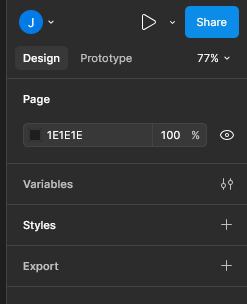 J Share
Design Prototype 77%
Page
1E1E1E 100 %
Variables
Styles
Export